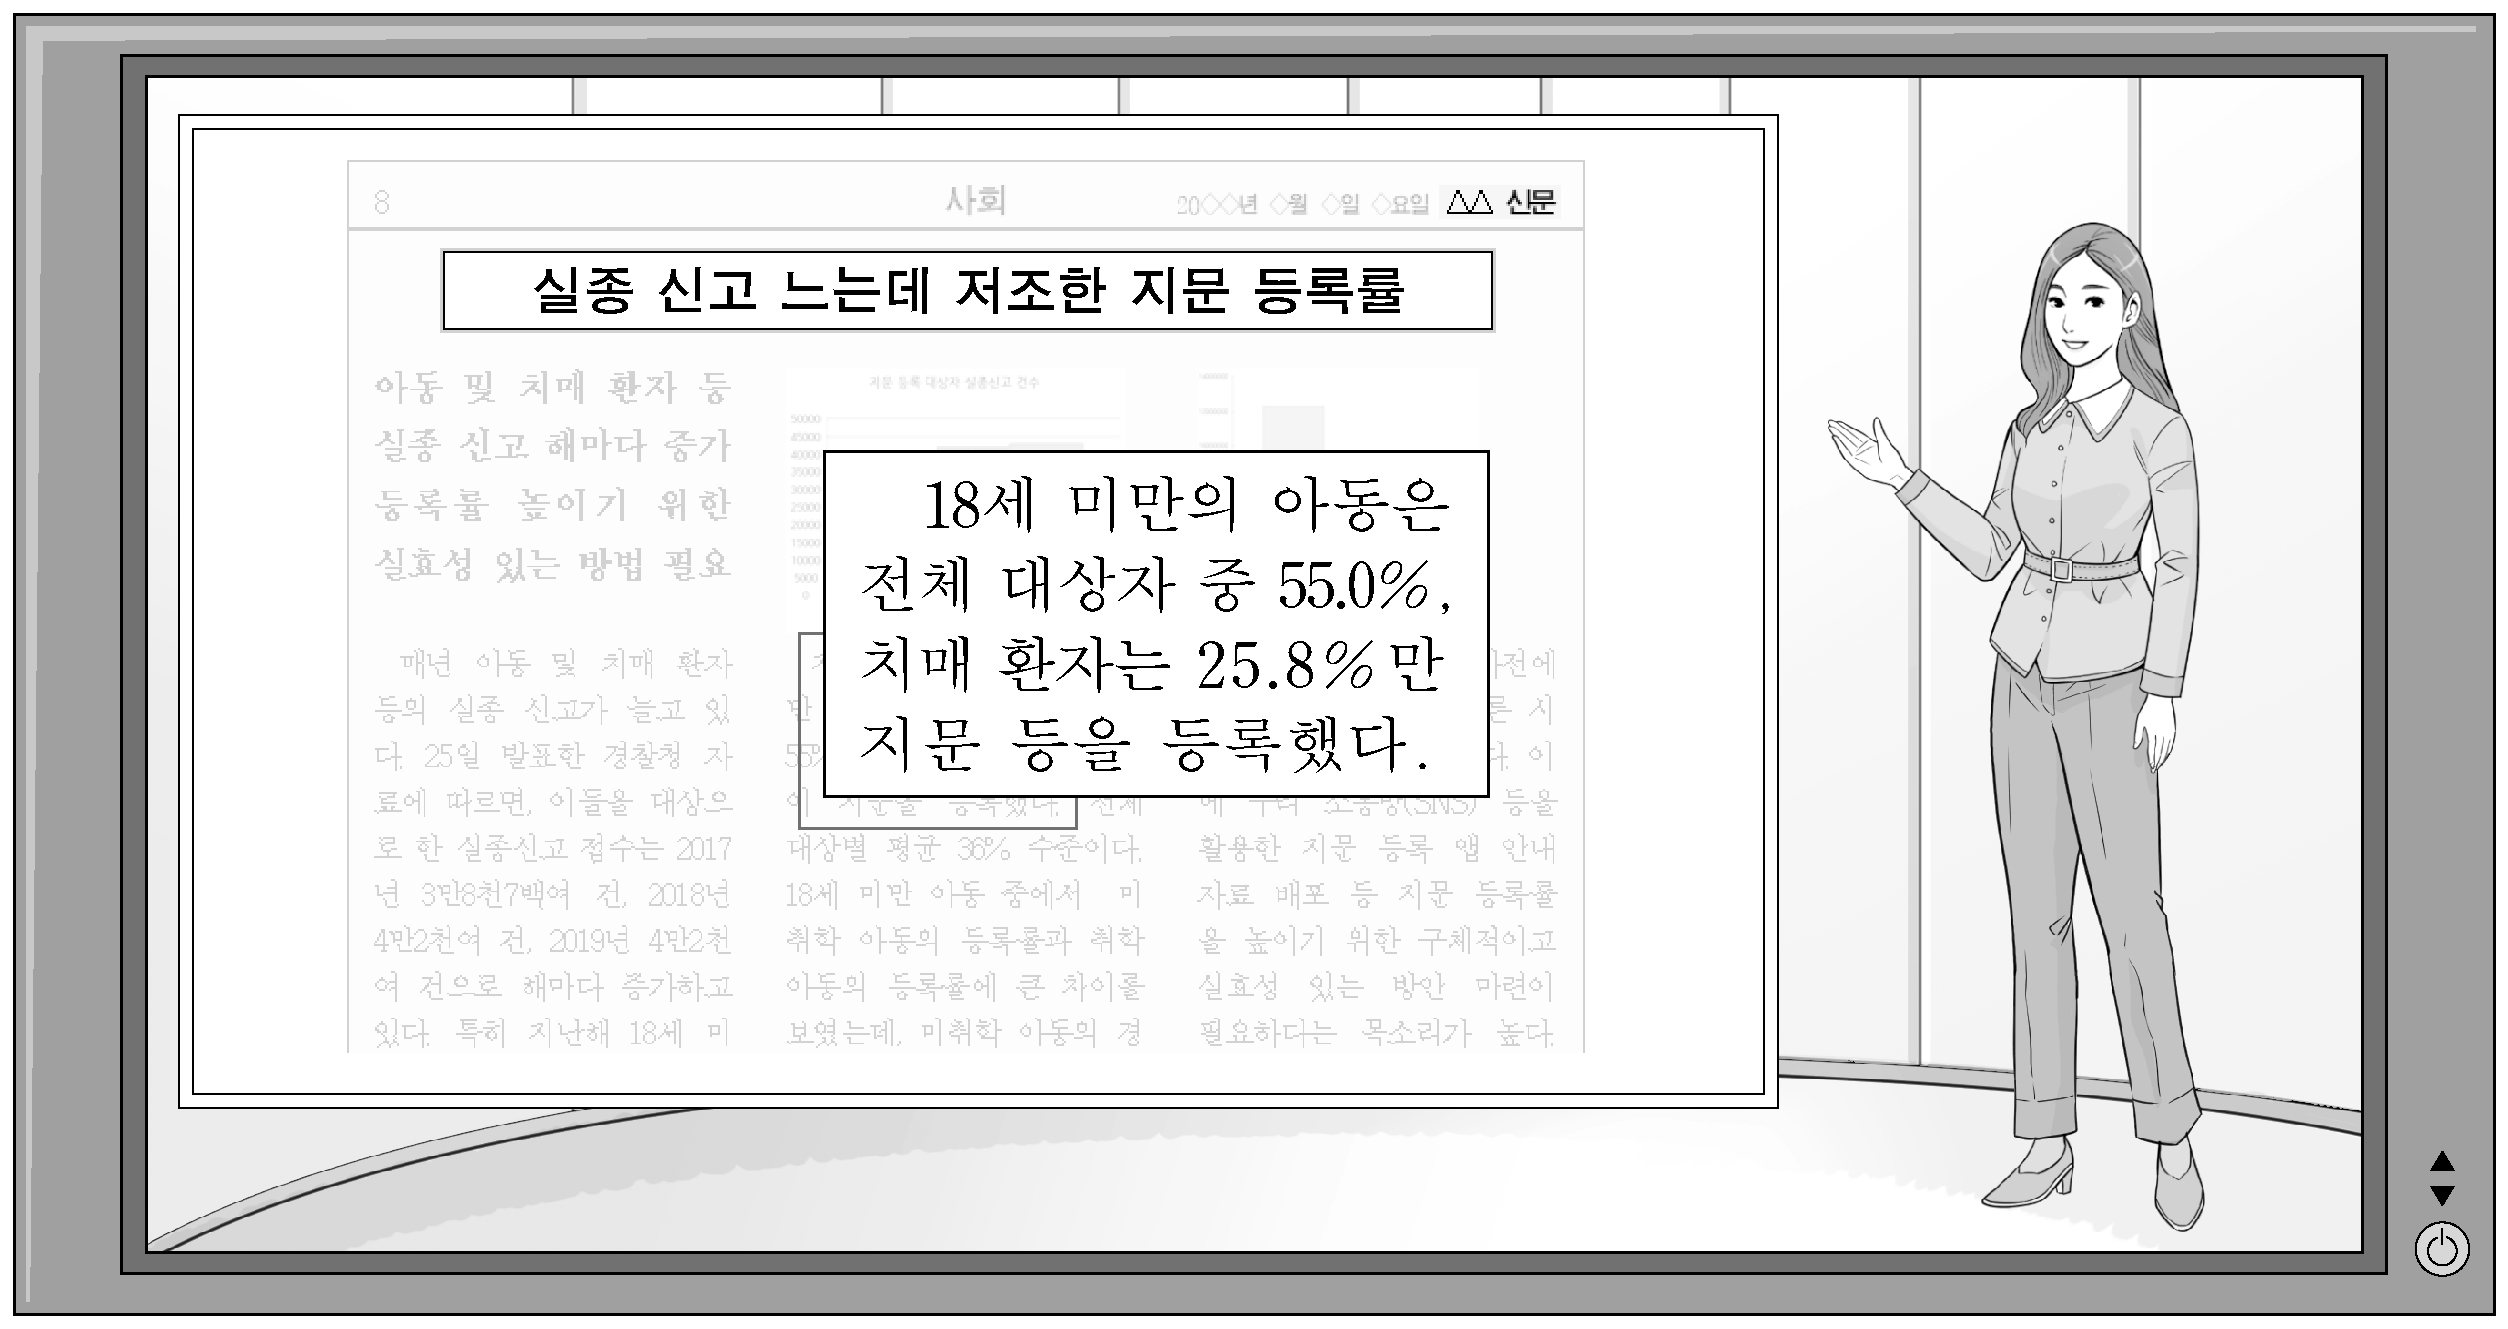 8 사회 20◇◇년 ◇월 ◇일 ◇요일 △△ 신문
실종 신고 느는데 저조한 지문 등록률
아동 및 치매 환자 등
실종 신고 해마다 증가
등록률 높이기 위한
실효성 있는 방법 필요
지문 등록 대상자 실종신고 건수
50000
45000
40000
35000
30000
25000
20000
15000
10000
5000
0
18세 미만의 아동은
전체 대상자 중 55.0%,
치매 환자는 25.8%만
지문 등을 등록했다.
매년 아동 및 치매 환자
등의 실종 신고가 늘고 있
다. 25일 발표한 경찰청 자
료에 따르면, 이들을 대상으
로 한 실종신고 접수는 2017
년 3만8천7백여 건, 2018년
4만2천여 건, 2019년 4만2천
여 건으로 해마다 증가하고
있다. 특히 지난해 18세 미
만
지문을 등록했다. 전체
대상별 평균 36% 수준이다.
18세 미만 아동 중에서 미
취학 아동의 등록률과 취학
아동의 등록률에 큰 차이를
보였는데, 미취학 아동의 경
사전에
시
다. 이
에 누리 소통망(SNS) 등을
활용한 지문 등록 앱 안내
자료 배포 등 지문 등록률
을 높이기 위한 구체적이고
실효성 있는 방안 마련이
필요하다는 목소리가 높다.